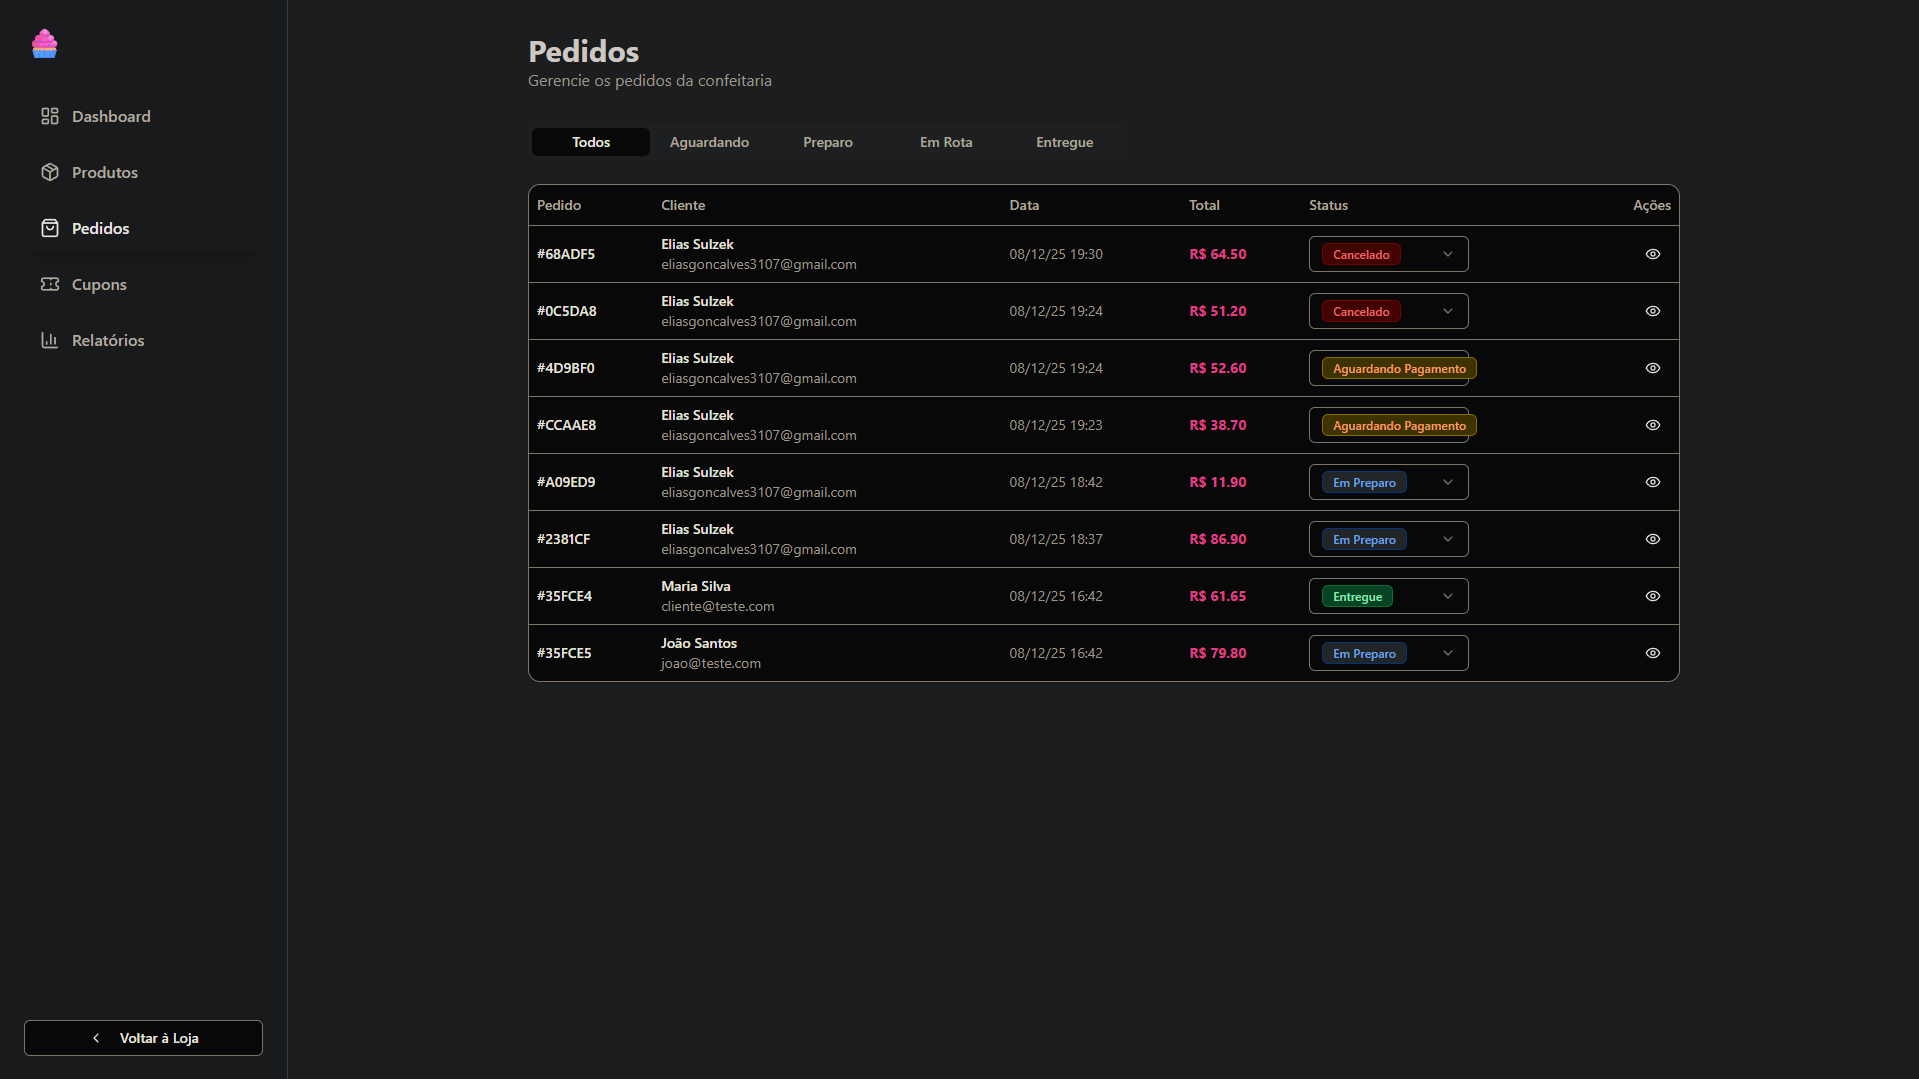 Dashboard
Produtos
Pedidos
Cupons
Relatórios
Voltar à Loja
Pedidos
Gerencie os pedidos da confeitaria
Todos Aguardando Preparo Em Rota Entregue
Pedido Cliente Data Total Status Ações
#68ADF5 Elias Sulzek 08/12/25 19:30 R$ 64.50 Cancelado
eliasgoncalves3107@gmail.com
#0C5DA8 Elias Sulzek 08/12/25 19:24 R$ 51.20 Cancelado
eliasgoncalves3107@gmail.com
#4D9BF0 Elias Sulzek 08/12/25 19:24 R$ 52.60 Aguardando Pagamento
eliasgoncalves3107@gmail.com
#CCAAE8 Elias Sulzek 08/12/25 19:23 R$ 38.70 Aguardando Pagamento
eliasgoncalves3107@gmail.com
#A09ED9 Elias Sulzek 08/12/25 18:42 R$ 11.90 Em Preparo
eliasgoncalves3107@gmail.com
#2381CF Elias Sulzek 08/12/25 18:37 R$ 86.90 Em Preparo
eliasgoncalves3107@gmail.com
#35FCE4 Maria Silva 08/12/25 16:42 R$ 61.65 Entregue
cliente@teste.com
#35FCE5 João Santos 08/12/25 16:42 R$ 79.80 Em Preparo
joao@teste.com